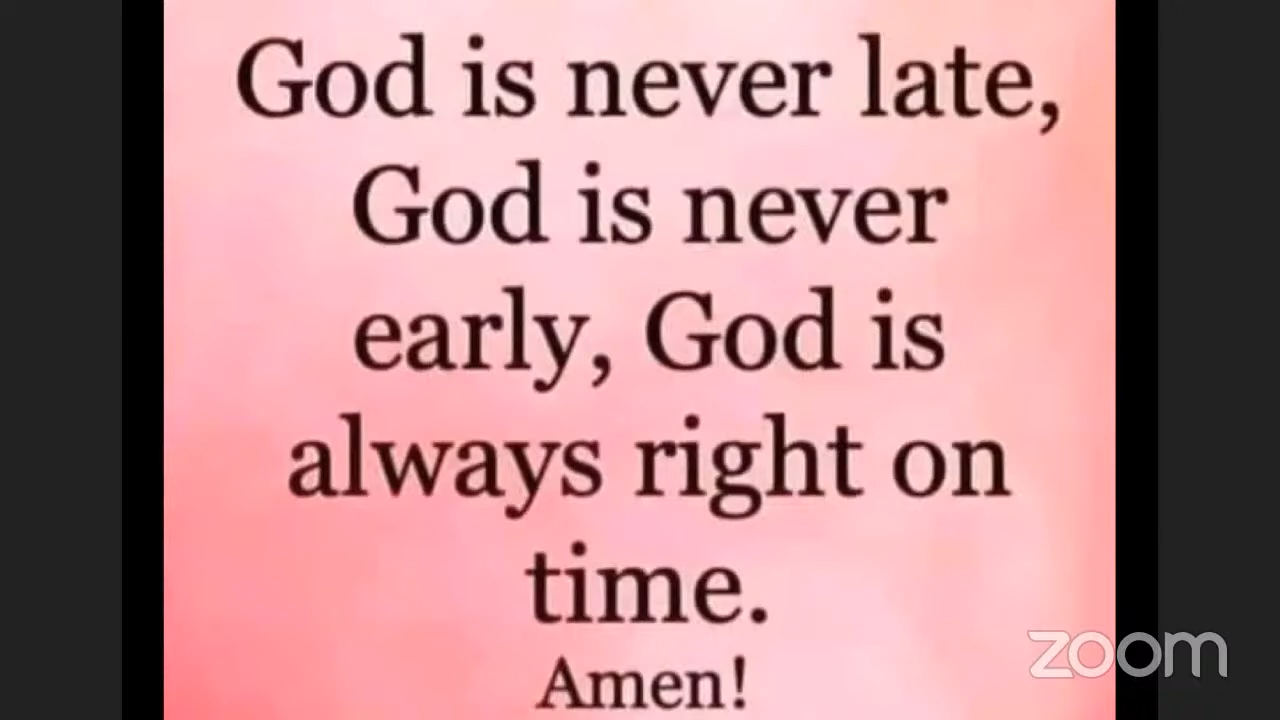 God is never late,
God is never
early, God is
always right on
time.
Amen!
zoom